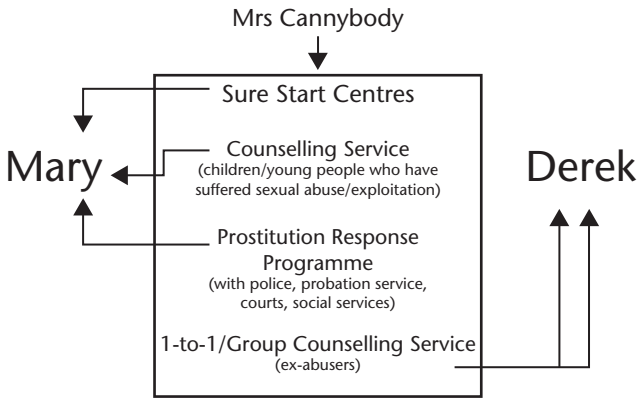 Mrs Cannybody
Sure Start Centres
Mary
Counselling Service
(children/young people who have
suffered sexual abuse/exploitation)
Derek
Prostitution Response
Programme
(with police, probation service,
courts, social services)
1-to-1/Group Counselling Service
(ex-abusers)